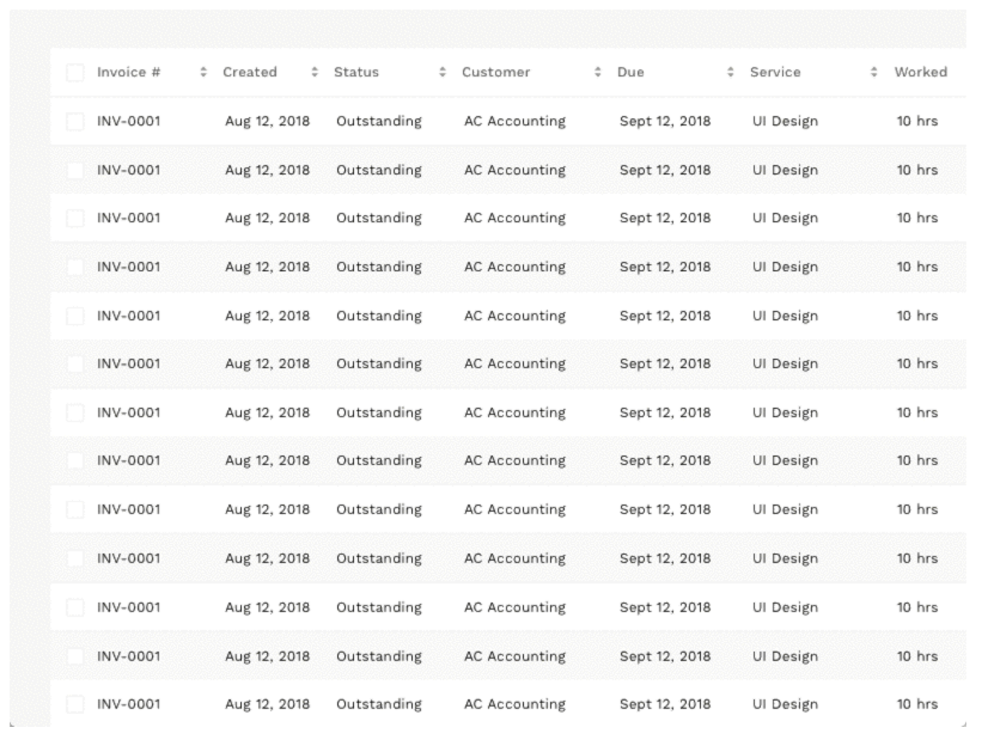 Invoice # Created Status Customer Due Service Worked
INV-0001 Aug 12, 2018 Outstanding AC Accounting Sept 12, 2018 UI Design 10 hrs
INV-0001 Aug 12, 2018 Outstanding AC Accounting Sept 12, 2018 UI Design 10 hrs
INV-0001 Aug 12, 2018 Outstanding AC Accounting Sept 12, 2018 UI Design 10 hrs
INV-0001 Aug 12, 2018 Outstanding AC Accounting Sept 12, 2018 UI Design 10 hrs
INV-0001 Aug 12, 2018 Outstanding AC Accounting Sept 12, 2018 UI Design 10 hrs
INV-0001 Aug 12, 2018 Outstanding AC Accounting Sept 12, 2018 UI Design 10 hrs
INV-0001 Aug 12, 2018 Outstanding AC Accounting Sept 12, 2018 UI Design 10 hrs
INV-0001 Aug 12, 2018 Outstanding AC Accounting Sept 12, 2018 UI Design 10 hrs
INV-0001 Aug 12, 2018 Outstanding AC Accounting Sept 12, 2018 UI Design 10 hrs
INV-0001 Aug 12, 2018 Outstanding AC Accounting Sept 12, 2018 UI Design 10 hrs
INV-0001 Aug 12, 2018 Outstanding AC Accounting Sept 12, 2018 UI Design 10 hrs
INV-0001 Aug 12, 2018 Outstanding AC Accounting Sept 12, 2018 UI Design 10 hrs
INV-0001 Aug 12, 2018 Outstanding AC Accounting Sept 12, 2018 UI Design 10 hrs